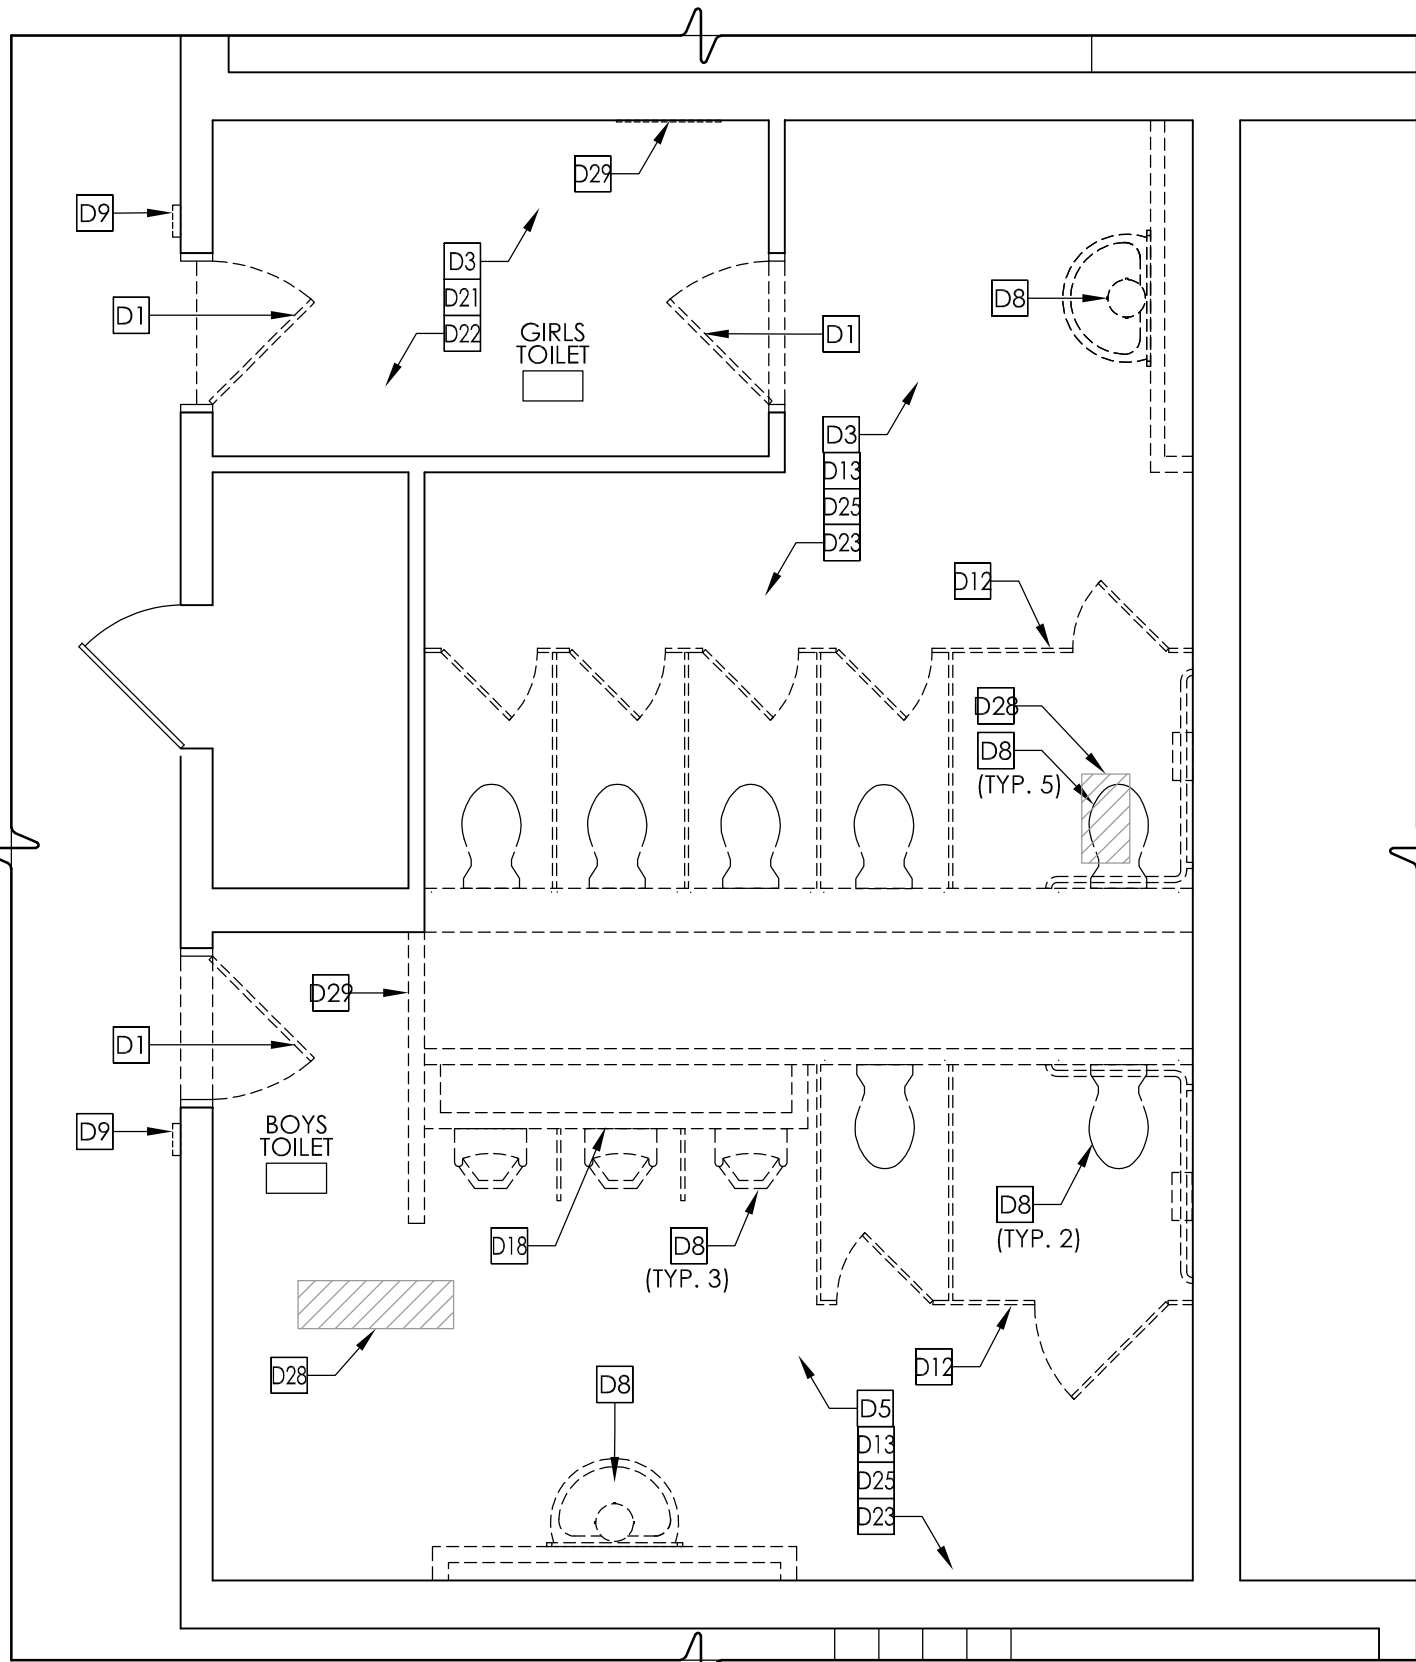 D29
D9
D3
D21
D22
D1
GIRLS
TOILET
D1
D8
D3
D13
D25
D23
D12
D28
D8
(TYP. 5)
D29
D1
D9
BOYS
TOILET
D18
D8
(TYP. 3)
D8
(TYP. 2)
D28
D8
D12
D5
D13
D25
D23